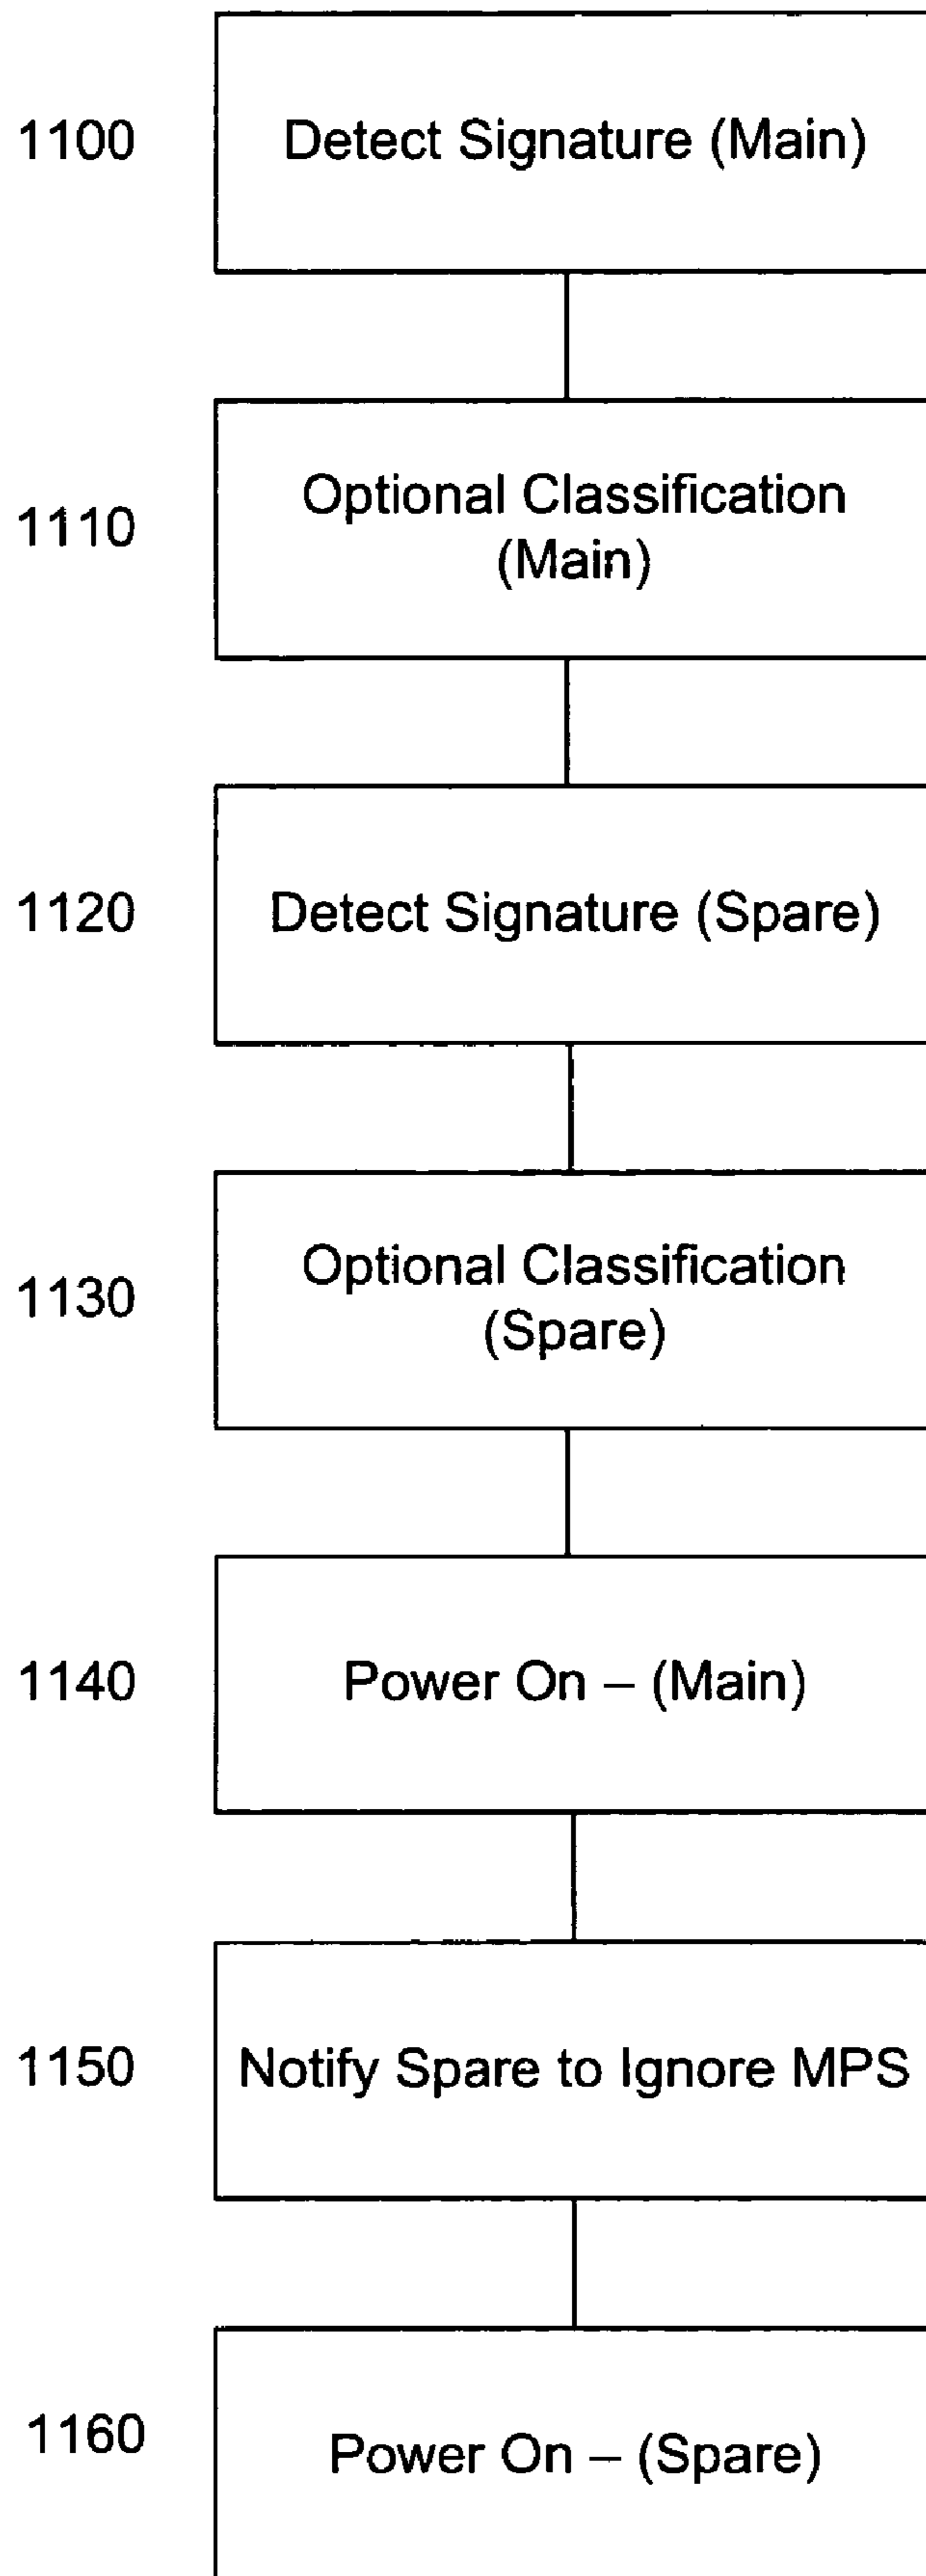 1100
Detect Signature (Main)
1110
Optional Classification
(Main)
1120
Detect Signature (Spare)
1130
Optional Classification
(Spare)
1140
Power On – (Main)
1150
Notify Spare to Ignore MPS
1160
Power On – (Spare)